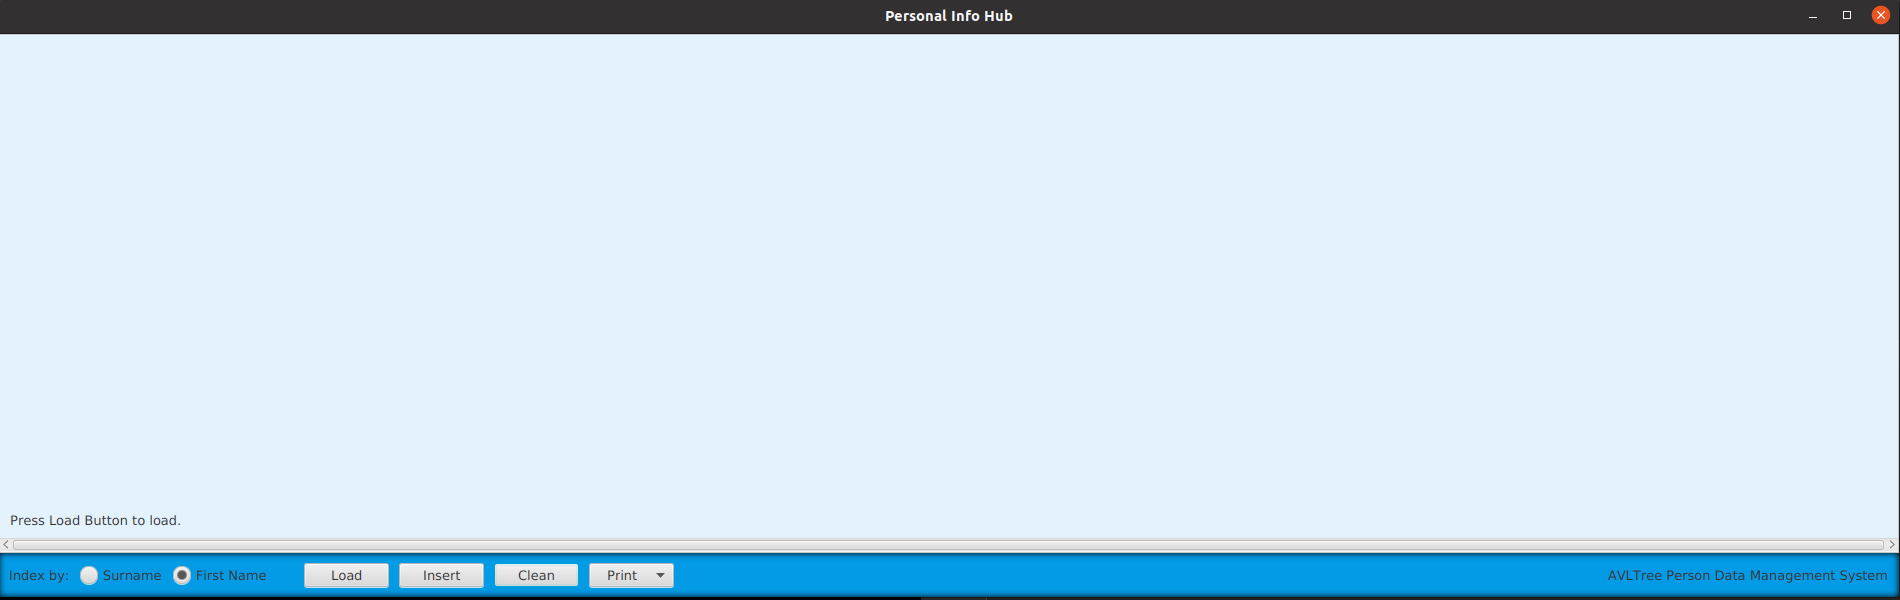 Personal Info Hub
Press Load Button to load.
Index by: Surname First Name Load Insert Clean Print AVLTree Person Data Management System